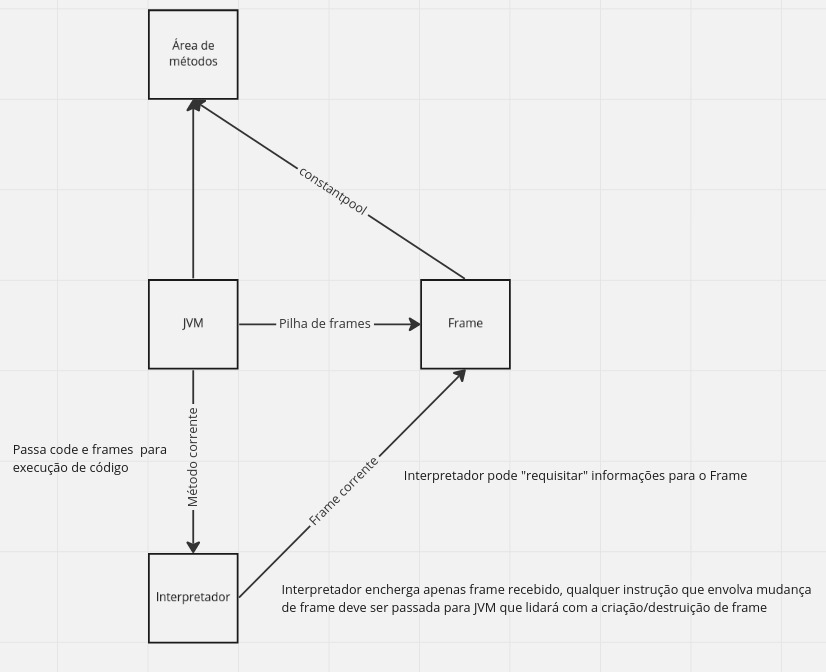 Área de
métodos
constantpool
JVM
Pilha de frames
Frame
Método corrente
Passa code e frames  para
execução de código
Frame corrente
Interpretador pode "requisitar" informações para o Frame
Interpretador
Interpretador encherga apenas frame recebido, qualquer instrução que envolva mudança
de frame deve ser passada para JVM que lidará com a criação/destruição de frame